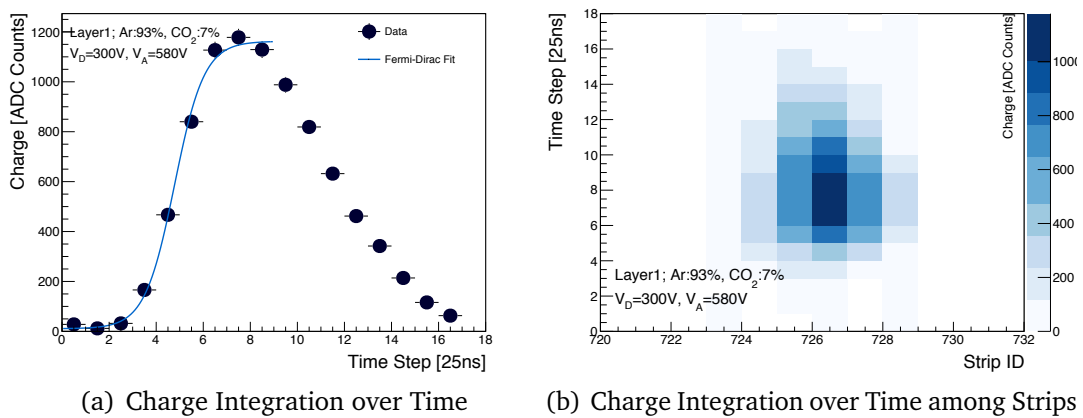 Charge [ADC Counts]
1200
1000
800
600
400
200
0
Layer1; Ar:93%, CO2:7%
VD=300V, VA=580V
Data
Fermi-Dirac Fit
0 2 4 6 8 10 12 14 16 18
Time Step [25ns]
(a) Charge Integration over Time
Time Step [25ns]
18
16
14
12
10
8
6
4
2
0
Layer1; Ar:93%, CO2:7%
VD=300V, VA=580V
720 722 724 726 728 730 732
Strip ID
Charge [ADC Counts]
1000
800
600
400
200
0
(b) Charge Integration over Time among Strips